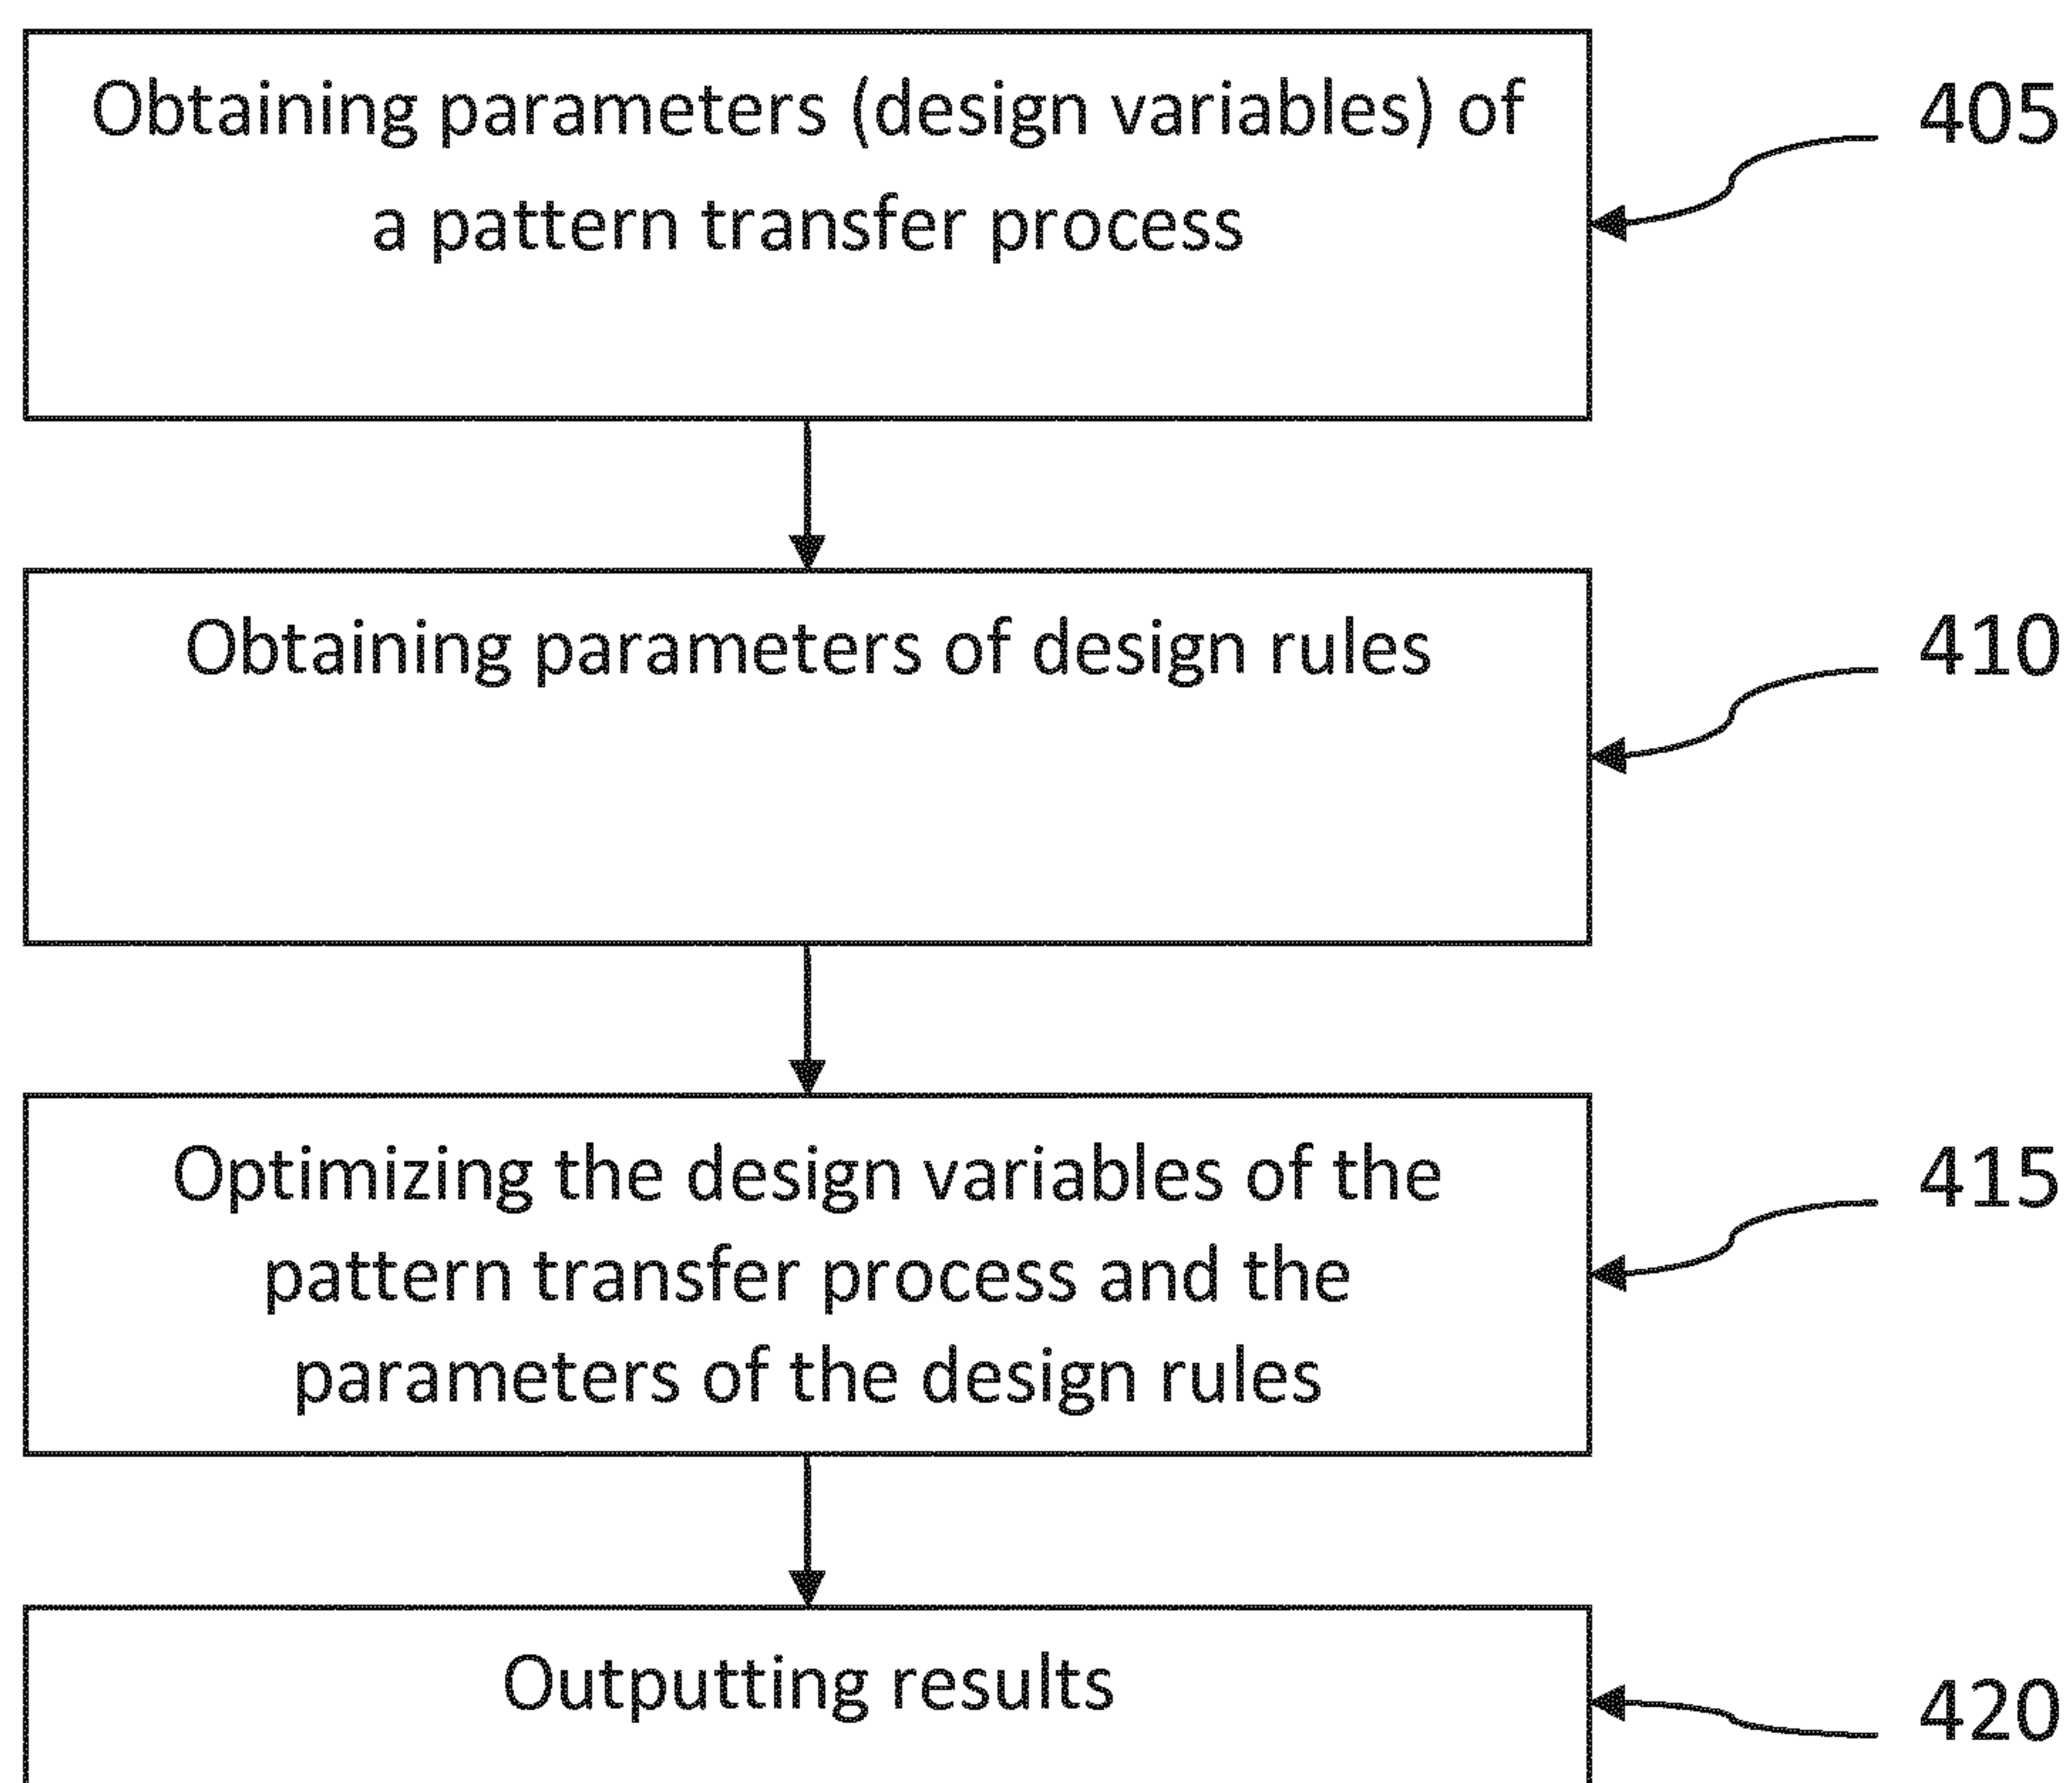 Obtaining parameters (design variables) of
a pattern transfer process
405
Obtaining parameters of design rules
410
Optimizing the design variables of the
pattern transfer process and the
parameters of the design rules
415
Outputting results
420